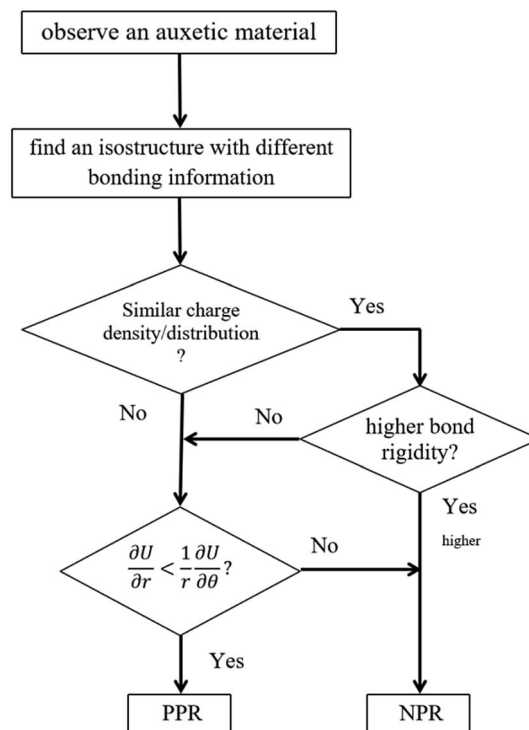 observe an auxetic material
find an isostructure with different
bonding information
Similar charge
density/distribution
?
Yes
No
No
higher bond
rigidity?
Yes
higher
∂U/∂r < 1/r ∂U/∂θ?
No
Yes
PPR
NPR